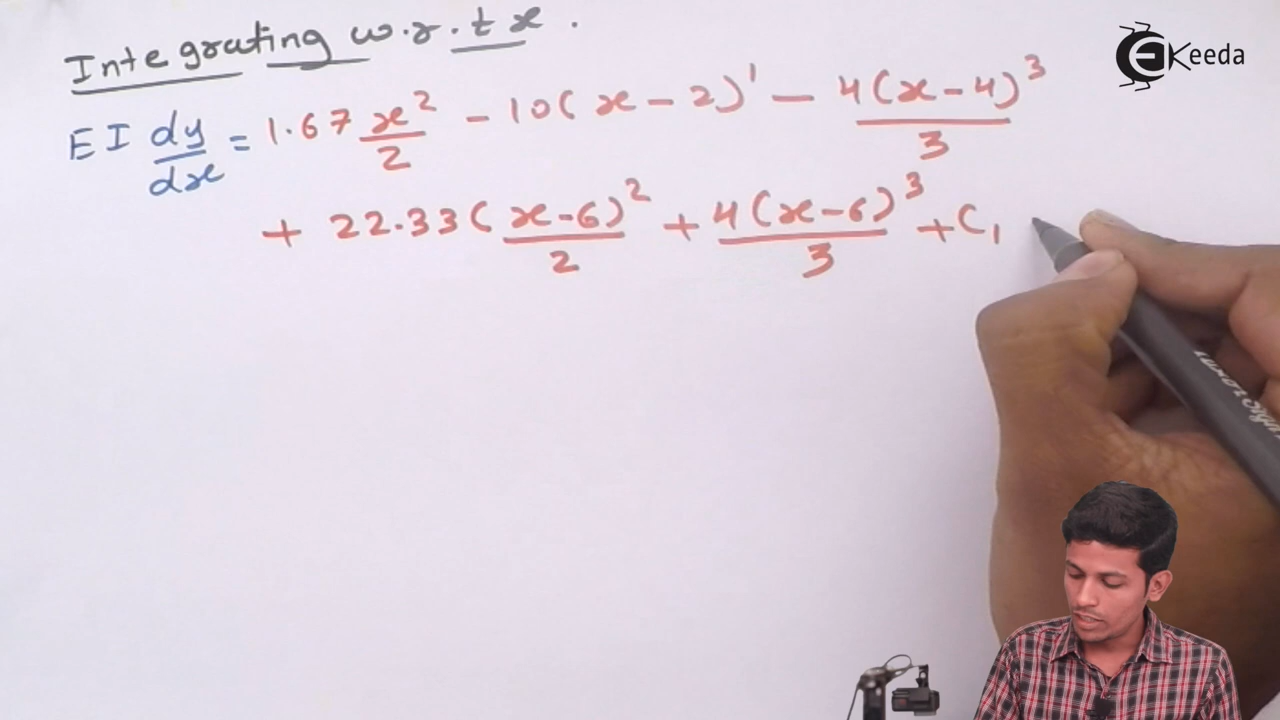 Integrating w.r.t x.
EKeeda
EI dy/dx = 1.67 x²/2 - 10(x-2)¹ - 4(x-4)³/3
+ 22.33(x-6)²/2 + 4(x-6)³/3 + C₁